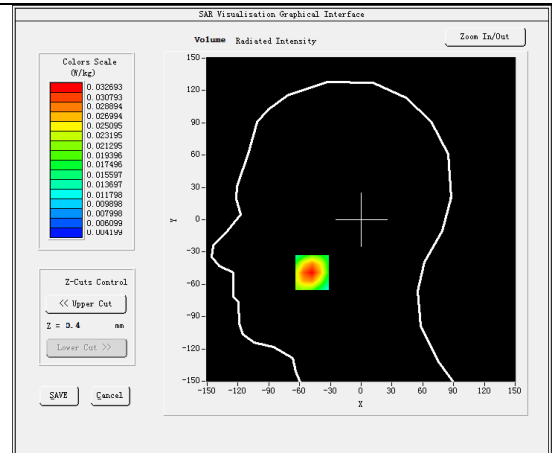 SAR Visualisation Graphical Interface
Volume Radiated Intensity
Zoom In/Out
Colors Scale
(W/kg)
0.032693
0.030793
0.028894
0.026994
0.025095
0.023195
0.021295
0.019396
0.017496
0.015597
0.013697
0.011798
0.009898
0.007998
0.006099
0.004199
Z-Cuts Control
<< Upper Cut
Z = 0.4 mm
Lower Cut >>
SAVE Cancel
150
120
90
60
30
0
-30
-60
-90
-120
-150
Y
-150 -120 -90 -60 -30 0 30 60 90 120 150
X